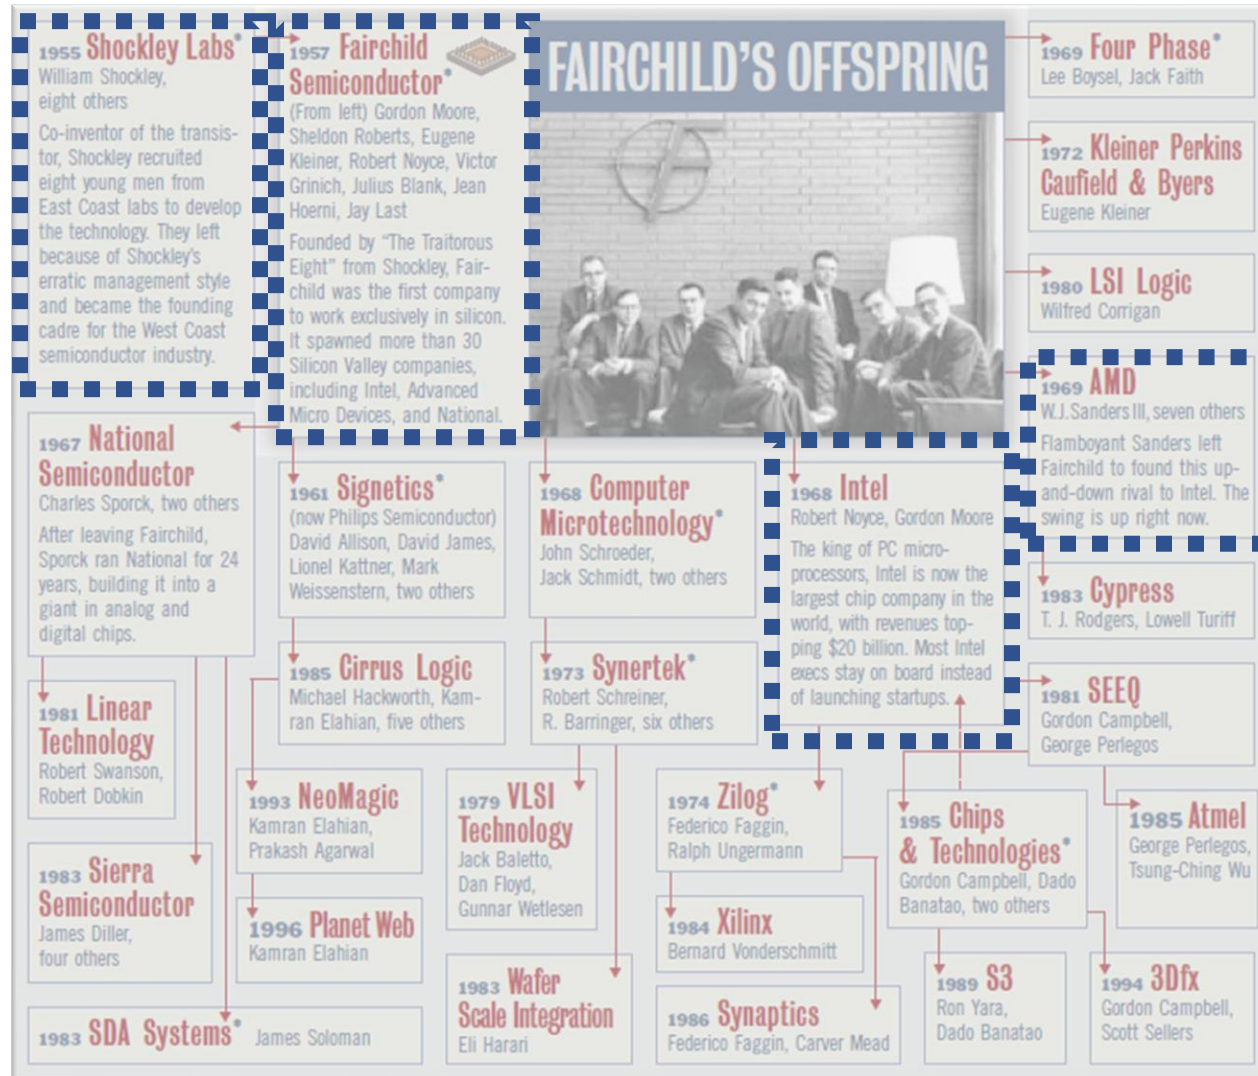 1955 Shockley Labs*
William Shockley,
eight others
Co-inventor of the transis-
tor, Shockley recruited
eight young men from
East Coast labs to develop
the technology. They left
because of Shockley's
erratic management style
and became the founding
cadre for the West Coast
semiconductor industry.
1957 Fairchild
Semiconductor*
(From left) Gordon Moore,
Sheldon Roberts, Eugene
Kleiner, Robert Noyce, Victor
Grinich, Julius Blank, Jean
Hoerni, Jay Last
Founded by “The Traitorous
Eight” from Shockley, Fair-
child was the first company
to work exclusively in silicon.
It spawned more than 30
Silicon Valley companies,
including Intel, Advanced
Micro Devices, and National.
FAIRCHILD'S OFFSPRING
1969 Four Phase*
Lee Boysel, Jack Faith
1972 Kleiner Perkins
Caufield & Byers
Eugene Kleiner
1980 LSI Logic
Wilfred Corrigan
1969 AMD
W.J. Sanders III, seven others
Flamboyant Sanders left
Fairchild to found this up-
and-down rival to Intel. The
swing is up right now.
1967 National
Semiconductor
Charles Sporck, two others
After leaving Fairchild,
Sporck ran National for 24
years, building it into a
giant in analog and
digital chips.
1961 Signetics*
(now Philips Semiconductor)
David Allison, David James,
Lionel Kattner, Mark
Weissenstern, two others
1968 Computer
Microtechnology*
John Schroeder,
Jack Schmidt, two others
1968 Intel
Robert Noyce, Gordon Moore
The king of PC micro-
processors, Intel is now the
largest chip company in the
world, with revenues top-
ping $20 billion. Most Intel
execs stay on board instead
of launching startups.
1983 Cypress
T. J. Rodgers, Lowell Turiff
1985 Cirrus Logic
Michael Hackworth, Kam-
ran Elahian, five others
1973 Synertek*
Robert Schreiner,
R. Barringer, six others
1981 SEEQ
Gordon Campbell,
George Perlegos
1981 Linear
Technology
Robert Swanson,
Robert Dobkin
1993 NeoMagic
Kamran Elahian,
Prakash Agarwal
1979 VLSI
Technology
Jack Baletto,
Dan Floyd,
Gunnar Wetlesen
1974 Zilog*
Federico Faggin,
Ralph Ungermann
1985 Chips
& Technologies*
Gordon Campbell, Dado
Banatao, two others
1985 Atmel
George Perlegos,
Tsung-Ching Wu
1983 Sierra
Semiconductor
James Diller,
four others
1996 Planet Web
Kamran Elahian
1984 Xilinx
Bernard Vonderschmitt
1983 Wafer
Scale Integration
Eli Harari
1986 Synaptics
Federico Faggin, Carver Mead
1989 S3
Ron Yara,
Dado Banatao
1994 3Dfx
Gordon Campbell,
Scott Sellers
1983 SDA Systems* James Soloman